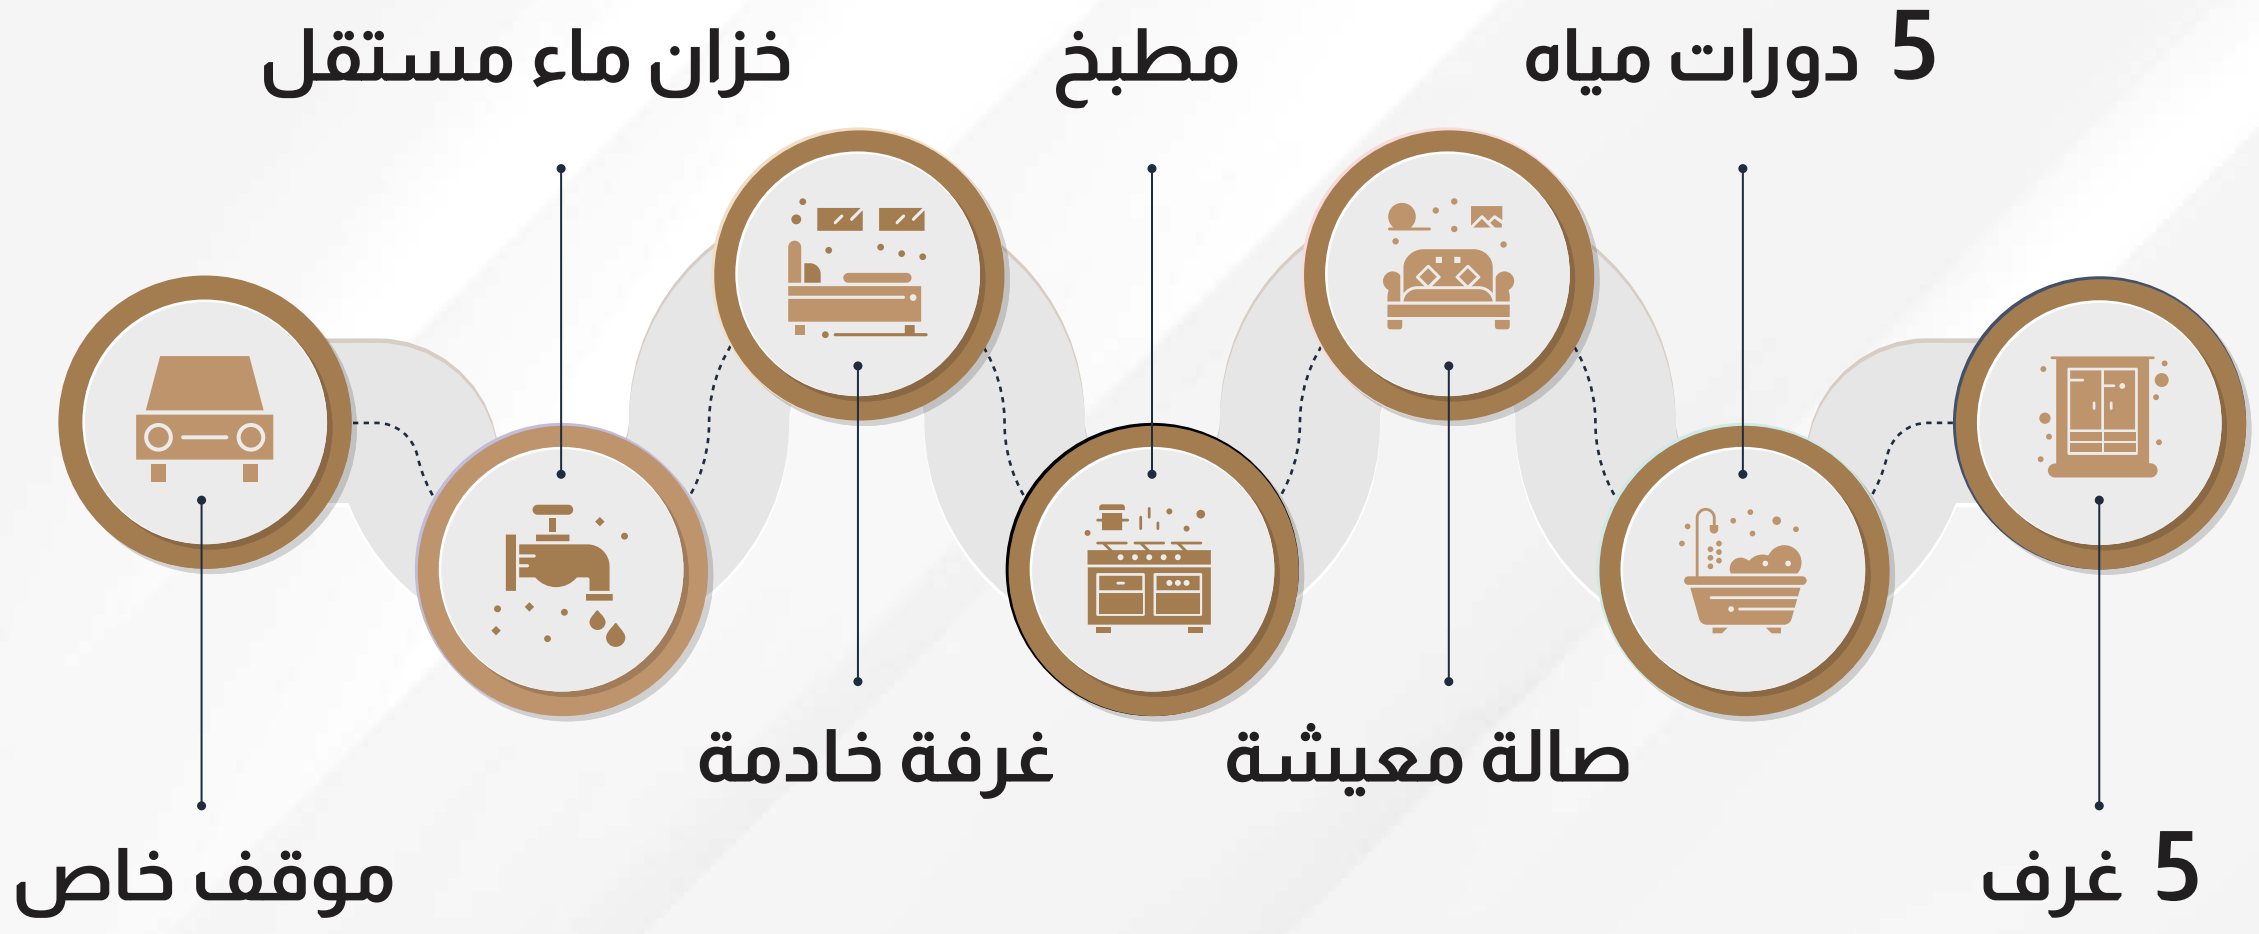 5 دورات مياه
مطبخ
خزان ماء مستقل
صالة معيشة
غرفة خادمة
5 غرف
موقف خاص